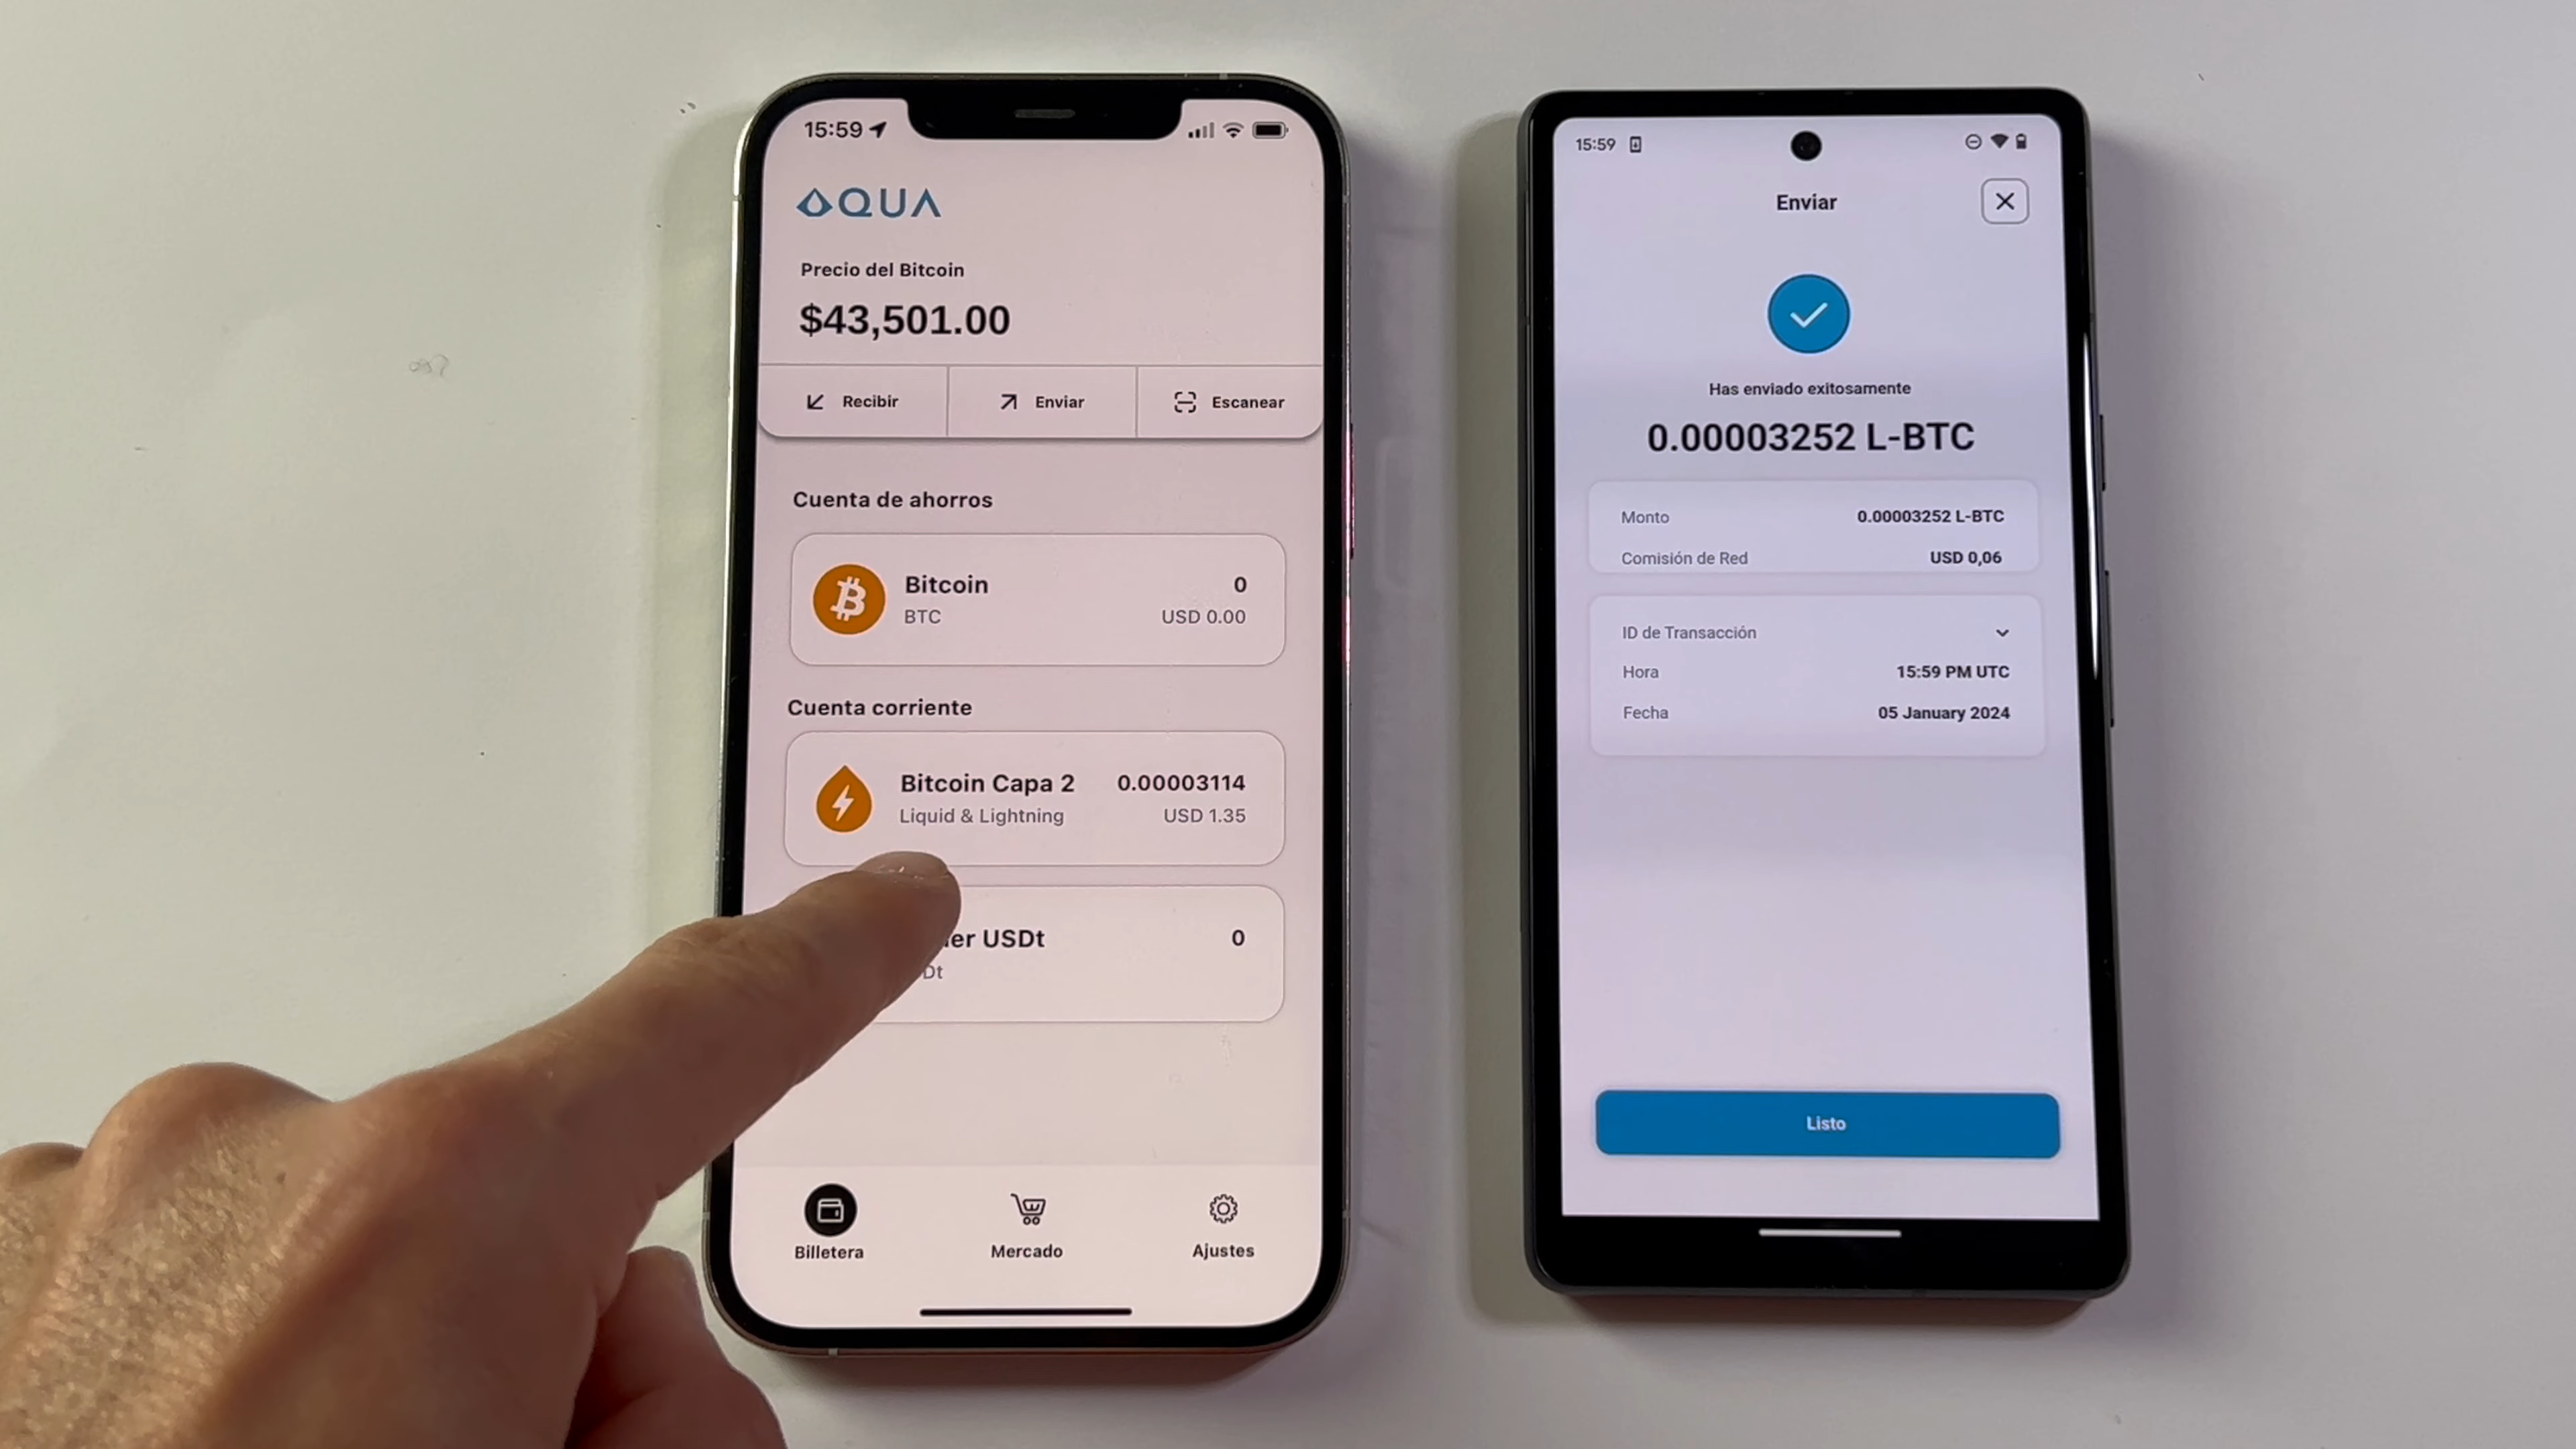 15:59
AQUA
Precio del Bitcoin
$43,501.00
Recibir
Enviar
Escanear
Cuenta de ahorros
Bitcoin
0
BTC
USD 0.00
Cuenta corriente
Bitcoin Capa 2
0.00003114
Liquid & Lightning
USD 1.35
USDt
0
Billetera
Mercado
Ajustes
15:59
Enviar
Has enviado exitosamente
0.00003252 L-BTC
Monto
0.00003252 L-BTC
Comisión de Red
USD 0,06
ID de Transacción
Hora
15:59 PM UTC
Fecha
05 January 2024
Listo